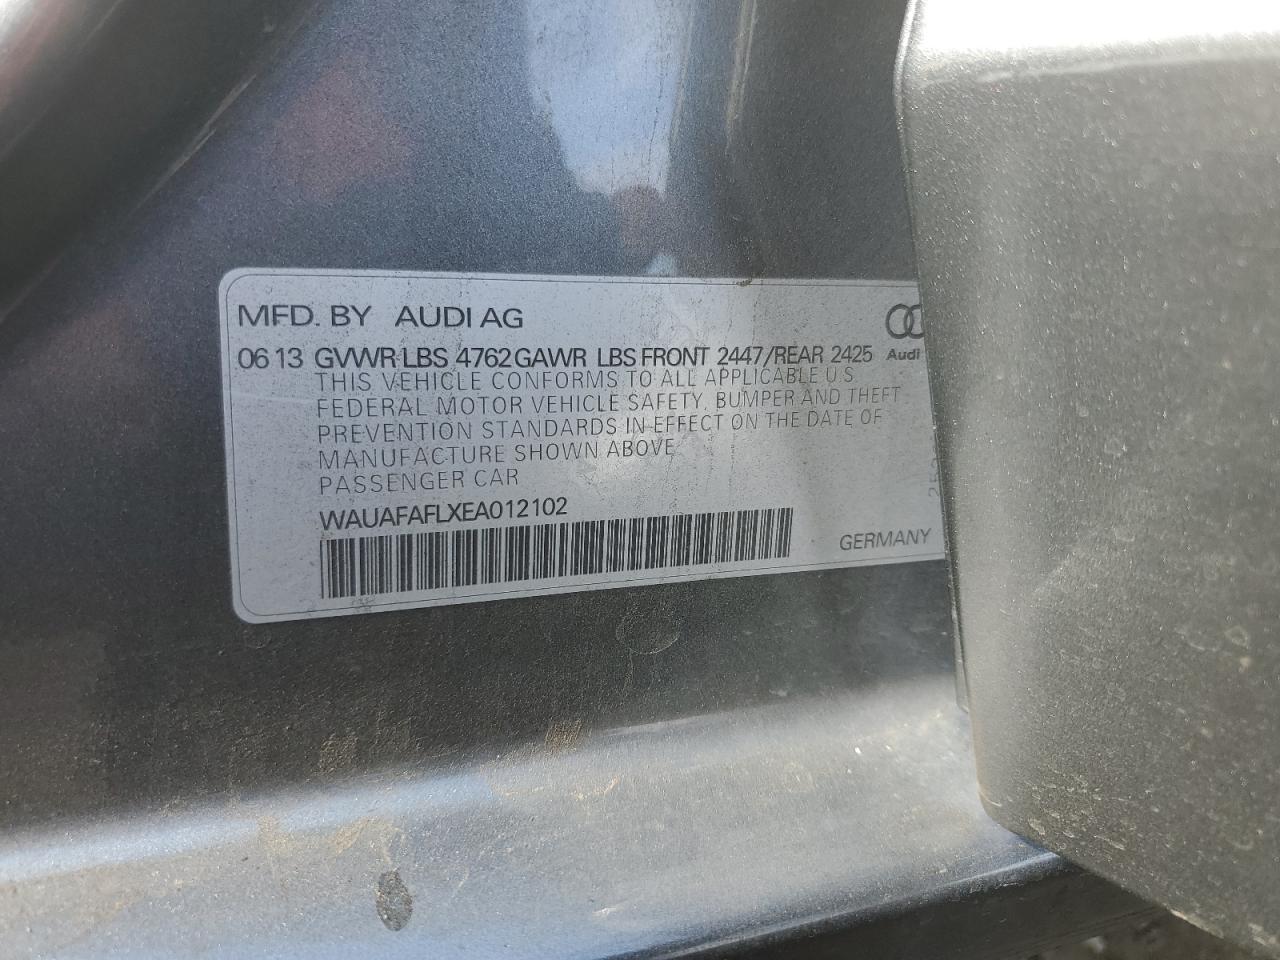 MFD. BY AUDI AG
06 13 GVWR LBS 4762 GAWR LBS FRONT 2447/REAR 2425
Audi
THIS VEHICLE CONFORMS TO ALL APPLICABLE U.S.
FEDERAL MOTOR VEHICLE SAFETY, BUMPER AND THEFT
PREVENTION STANDARDS IN EFFECT ON THE DATE OF
MANUFACTURE SHOWN ABOVE
PASSENGER CAR
WAUAFAFLXEA012102
GERMANY